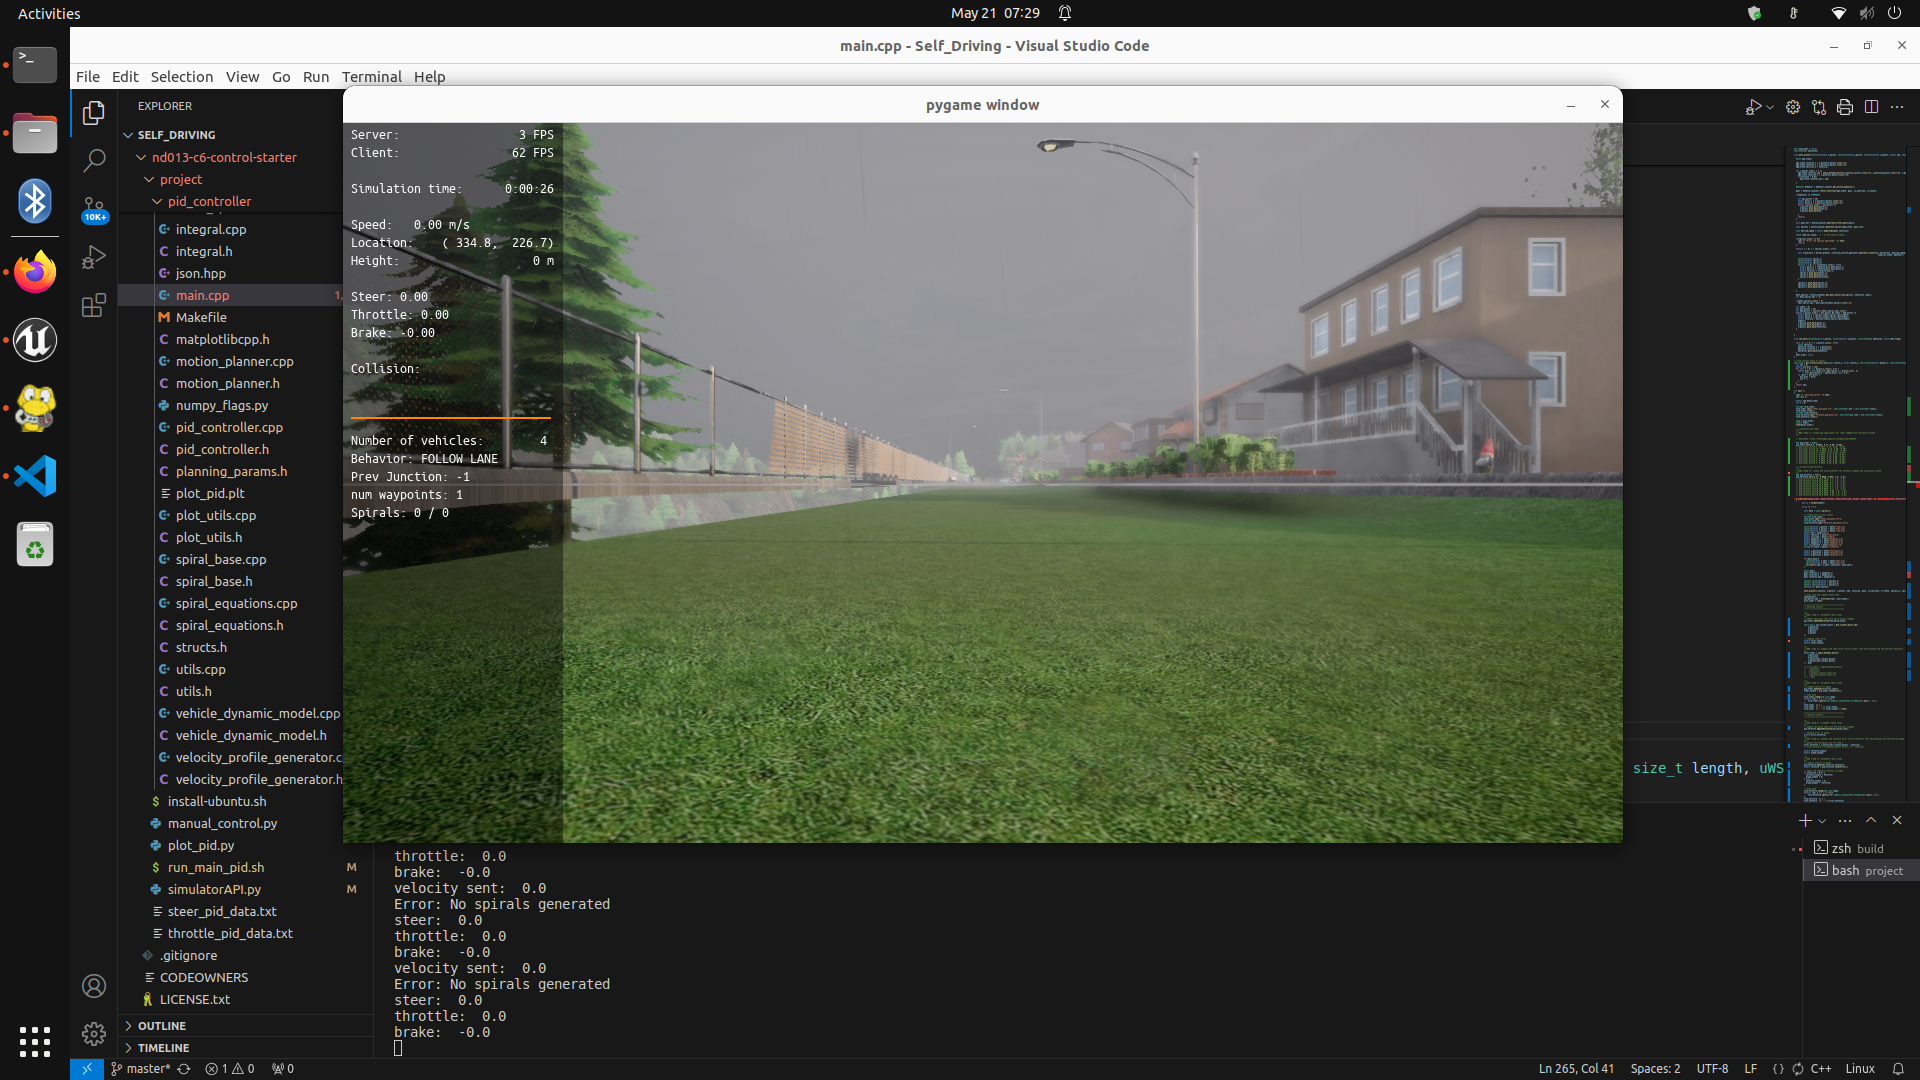 Activities
May 21 07:29
main.cpp - Self_Driving - Visual Studio Code
File Edit Selection View Go Run Terminal Help
pygame window
EXPLORER
SELF_DRIVING
nd013-c6-control-starter
project
pid_controller
integral.cpp
integral.h
json.hpp
main.cpp 1,
Makefile
matplotlibcpp.h
motion_planner.cpp
motion_planner.h
numpy_flags.py
pid_controller.cpp
pid_controller.h
planning_params.h
plot_pid.plt
plot_utils.cpp
plot_utils.h
spiral_base.cpp
spiral_base.h
spiral_equations.cpp
spiral_equations.h
structs.h
utils.cpp
utils.h
vehicle_dynamic_model.cpp
vehicle_dynamic_model.h
velocity_profile_generator.c
velocity_profile_generator.h
install-ubuntu.sh
manual_control.py
plot_pid.py
run_main_pid.sh M
simulatorAPI.py M
steer_pid_data.txt
throttle_pid_data.txt
.gitignore
CODEOWNERS
LICENSE.txt
OUTLINE
TIMELINE
10K+
Server: 3 FPS
Client: 62 FPS
Simulation time: 0:00:26
Speed: 0.00 m/s
Location: ( 334.8, 226.7)
Height: 0 m
Steer: 0.00
Throttle: 0.00
Brake: -0.00
Collision:
Number of vehicles: 4
Behavior: FOLLOW LANE
Prev Junction: -1
num waypoints: 1
Spirals: 0 / 0
size_t length, uWS
throttle: 0.0
brake: -0.0
velocity sent: 0.0
Error: No spirals generated
steer: 0.0
throttle: 0.0
brake: -0.0
velocity sent: 0.0
Error: No spirals generated
steer: 0.0
throttle: 0.0
brake: -0.0
zsh build
bash project
master* 1 0 0
Ln 265, Col 41 Spaces: 2 UTF-8 LF {} C++ Linux